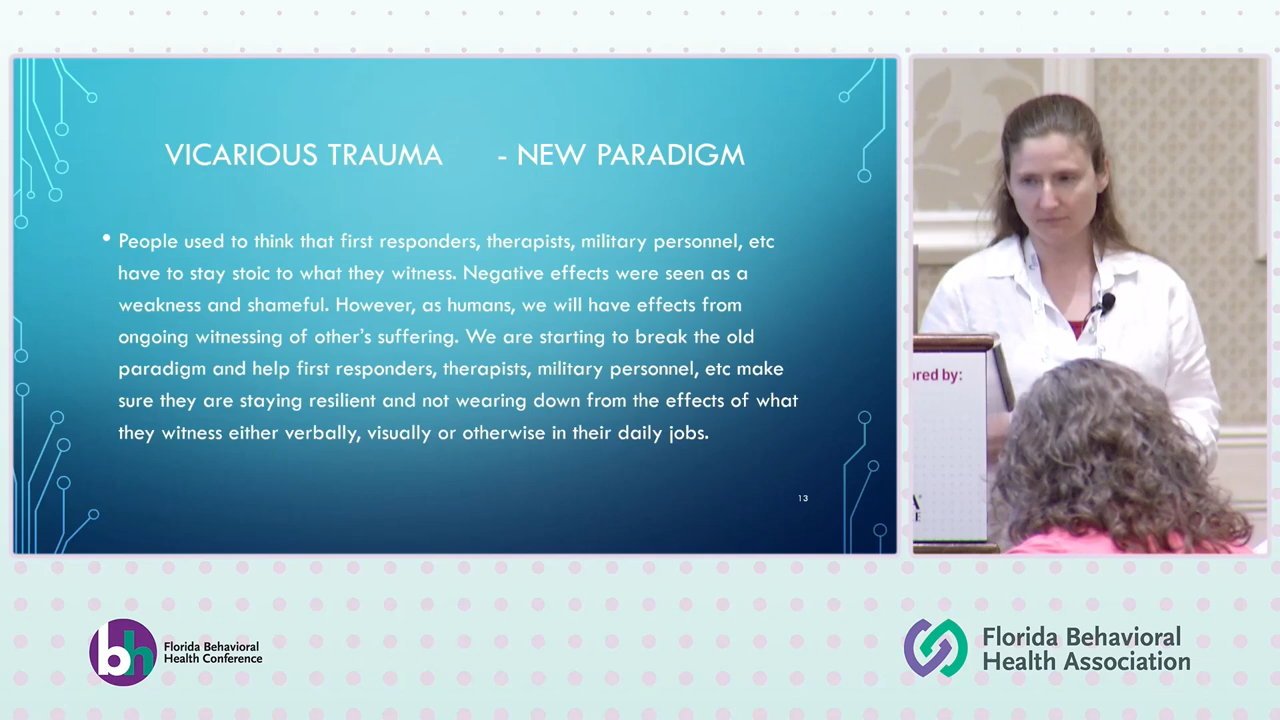 VICARIOUS TRAUMA - NEW PARADIGM
• People used to think that first responders, therapists, military personnel, etc
have to stay stoic to what they witness. Negative effects were seen as a
weakness and shameful. However, as humans, we will have effects from
ongoing witnessing of other's suffering. We are starting to break the old
paradigm and help first responders, therapists, military personnel, etc make
sure they are staying resilient and not wearing down from the effects of what
they witness either verbally, visually or otherwise in their daily jobs.
13
ored by:
bh
Florida Behavioral
Health Conference
Florida Behavioral
Health Association